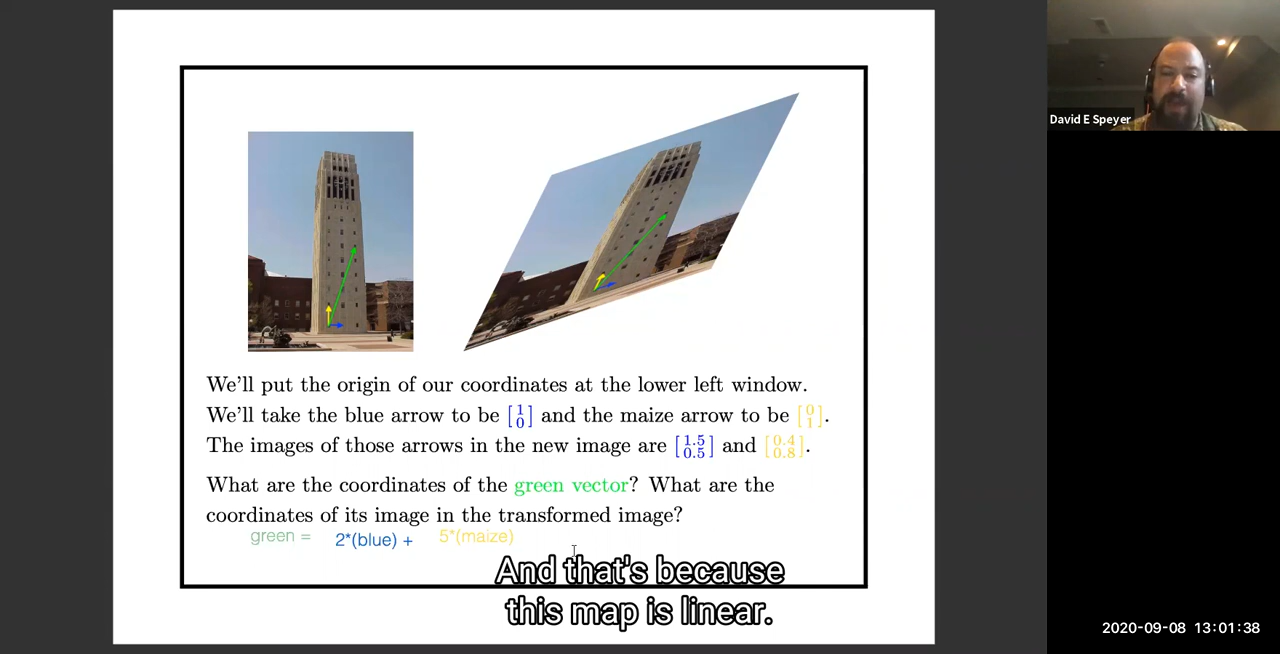 David E Speyer
We'll put the origin of our coordinates at the lower left window.
We'll take the blue arrow to be [1 0] and the maize arrow to be [0 1].
The images of those arrows in the new image are [1.5 0.5] and [0.4 0.8].
What are the coordinates of the green vector? What are the
coordinates of its image in the transformed image?
green = 2*(blue) + 5*(maize)
And that's because
this map is linear.
2020-09-08 13:01:38